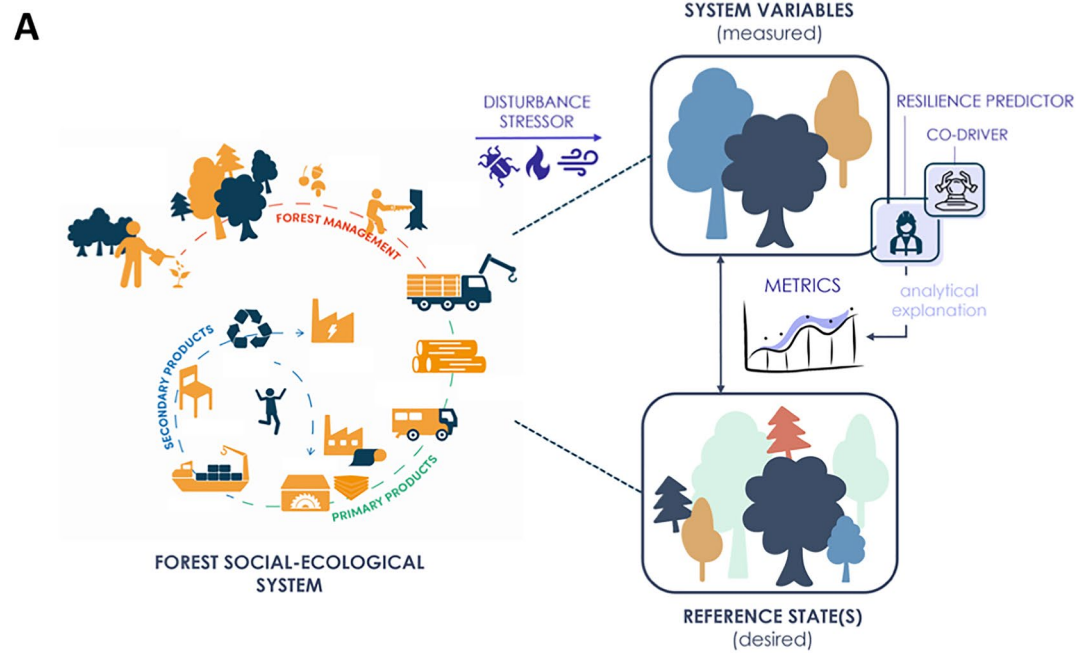 A
SYSTEM VARIABLES
(measured)
DISTURBANCE
STRESSOR
RESILIENCE PREDICTOR
CO-DRIVER
FOREST MANAGEMENT
METRICS
analytical
explanation
SECONDARY PRODUCTS
PRIMARY PRODUCTS
FOREST SOCIAL-ECOLOGICAL
SYSTEM
REFERENCE STATE(S)
(desired)